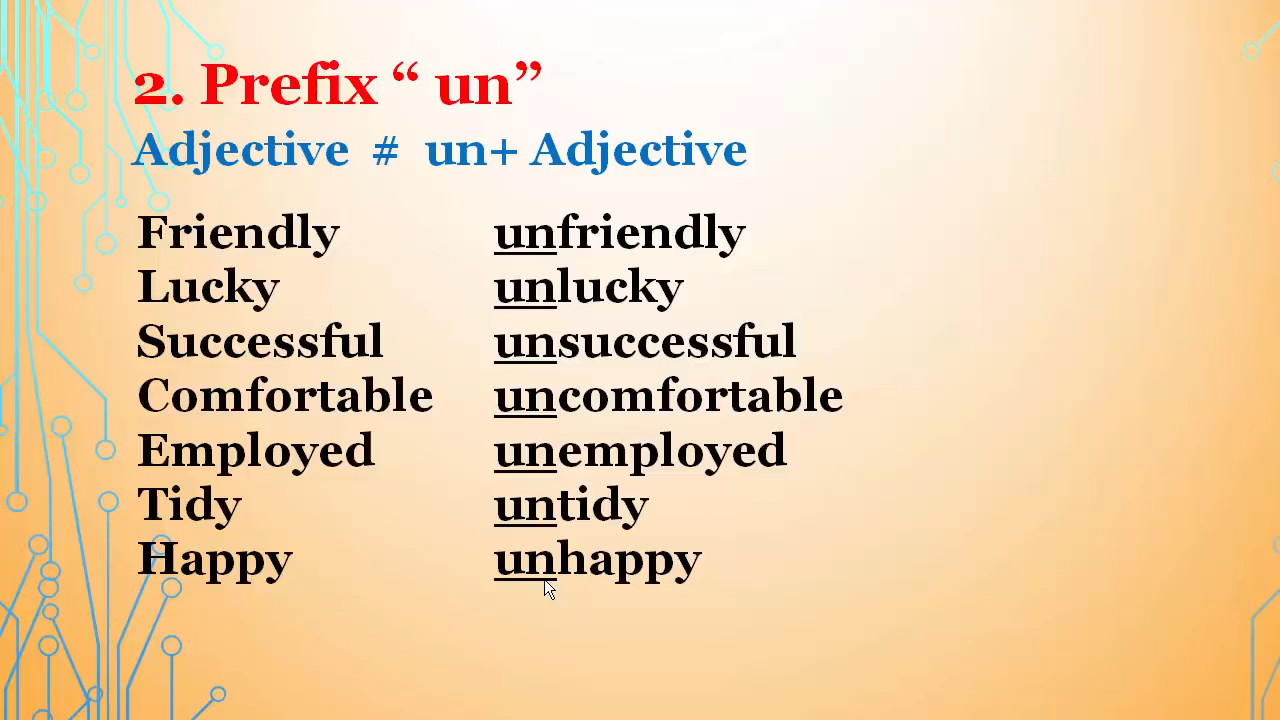 2. Prefix “ un”
Adjective # un+ Adjective
Friendly unfriendly
Lucky unlucky
Successful unsuccessful
Comfortable uncomfortable
Employed unemployed
Tidy untidy
Happy unhappy